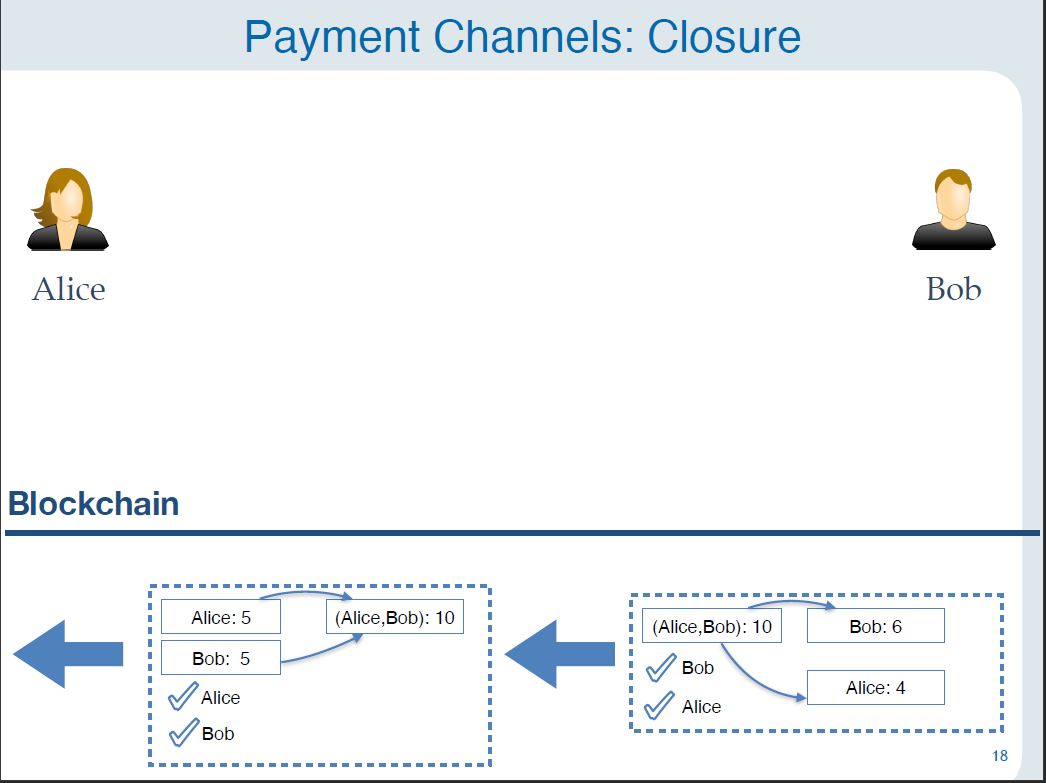 Payment Channels: Closure
Alice
Bob
Blockchain
Alice: 5
(Alice,Bob): 10
Bob:  5
Alice
Bob
(Alice,Bob): 10
Bob: 6
Bob
Alice: 4
Alice
18